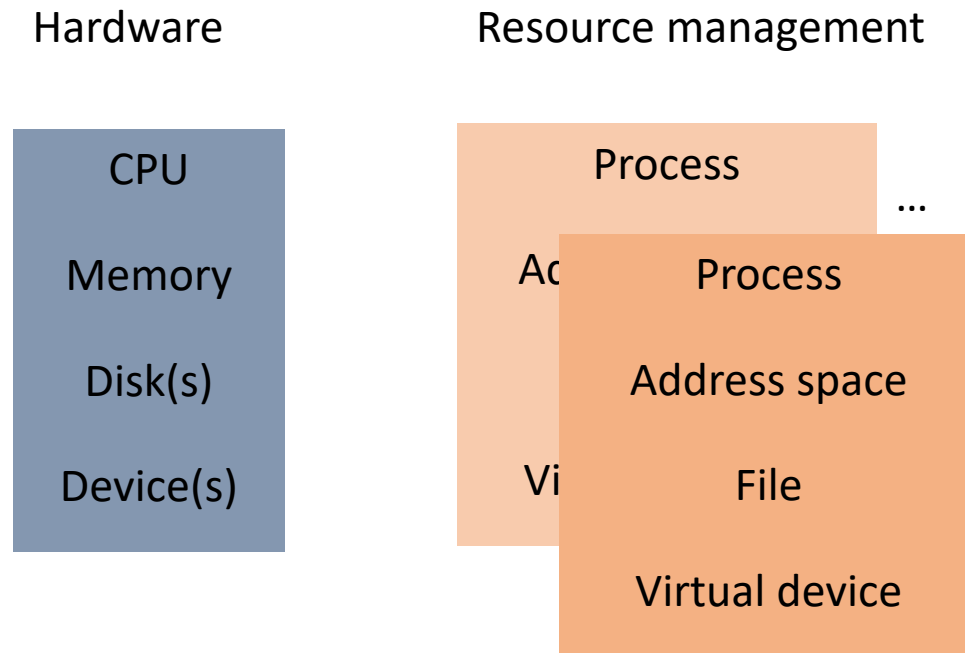 Hardware
Resource management
CPU
Memory
Disk(s)
Device(s)
Process
…
Process
Address space
File
Virtual device